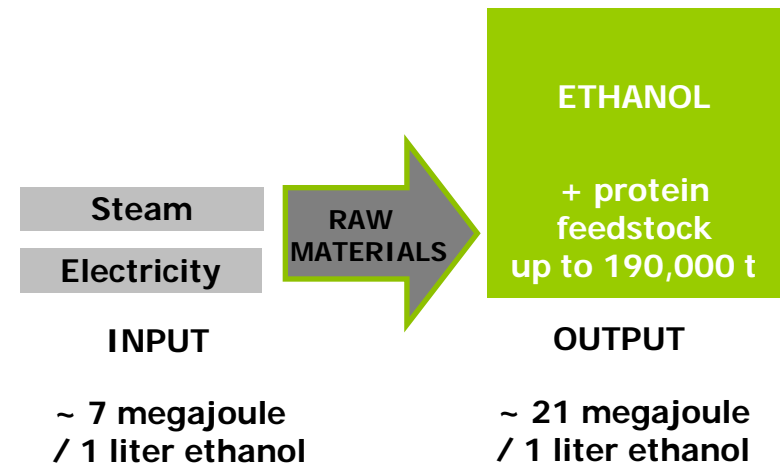 Steam
Electricity
INPUT
~ 7 megajoule
/ 1 liter ethanol
RAW
MATERIALS
ETHANOL
+ protein
feedstock
up to 190,000 t
OUTPUT
~ 21 megajoule
/ 1 liter ethanol